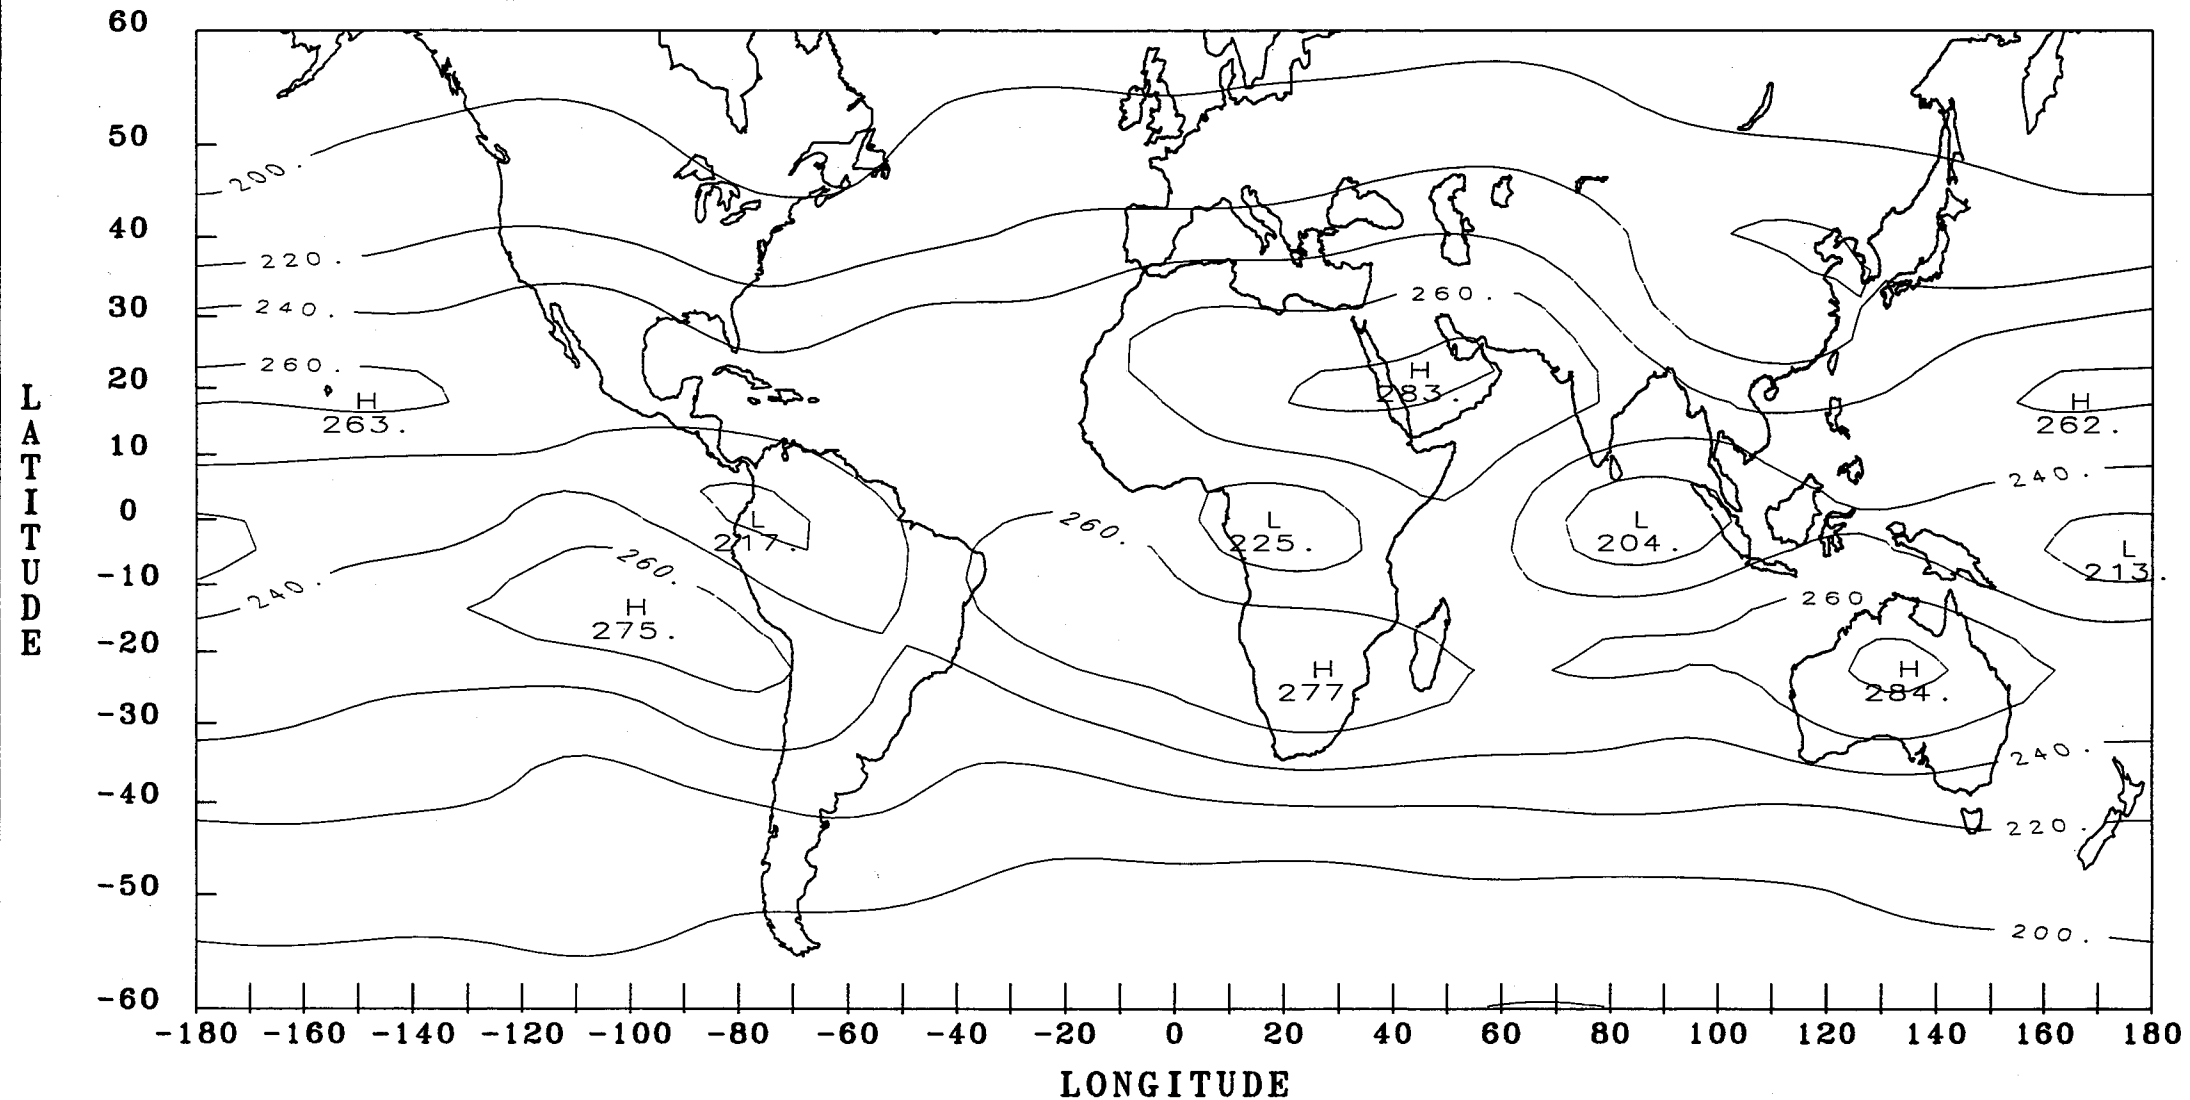 60
50
200.
40
220.
260.
30
240.
260.
20
H
283.
H
263.
H
262.
10
240.
0
L
217.
260.
L
225.
L
204.
L
213.
-10
240.
260.
260
H
275.
-20
H
277
H
284.
-30
240.
-40
220.
-50
200.
-60
-180 -160 -140 -120 -100 -80 -60 -40 -20 0 20 40 60 80 100 120 140 160 180
LONGITUDE
LATITUDE